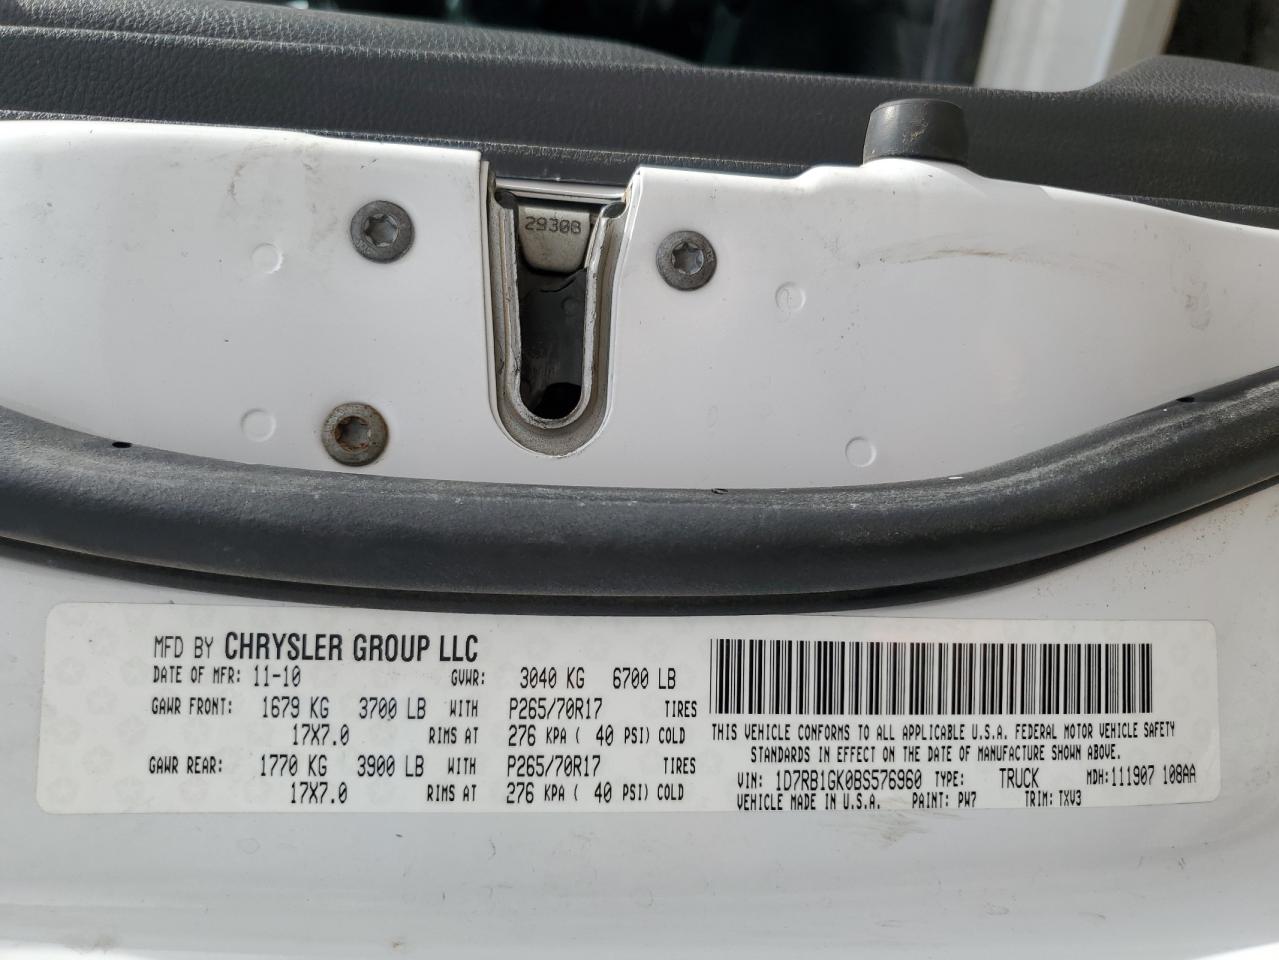 29308
MFD BY CHRYSLER GROUP LLC
DATE OF MFR: 11-10 GVWR: 3040 KG 6700 LB
GAWR FRONT: 1679 KG 3700 LB WITH P265/70R17 TIRES
17X7.0 RIMS AT 276 KPA ( 40 PSI) COLD
GAWR REAR: 1770 KG 3900 LB WITH P265/70R17 TIRES
17X7.0 RIMS AT 276 KPA ( 40 PSI) COLD
THIS VEHICLE CONFORMS TO ALL APPLICABLE U.S.A. FEDERAL MOTOR VEHICLE SAFETY
STANDARDS IN EFFECT ON THE DATE OF MANUFACTURE SHOWN ABOVE.
VIN: 1D7RB1GK0BS576960 TYPE: TRUCK MDH:111907 108AA
VEHICLE MADE IN U.S.A. PAINT: PW7 TRIM: TXV3